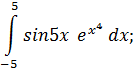 5
∫ sin5x e^{x^4} dx;
-5